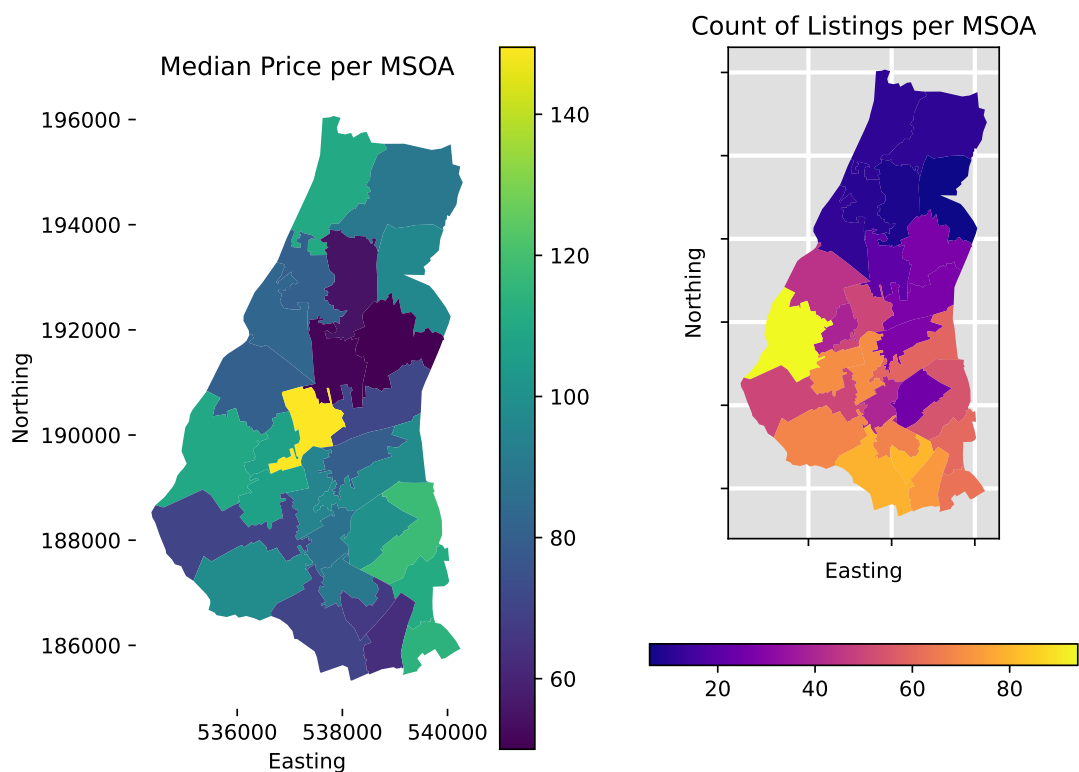 Count of Listings per MSOA
Median Price per MSOA
196000
194000
192000
190000
188000
186000
Northing
536000 538000 540000
Easting
140
120
100
80
60
Northing
Easting
20 40 60 80